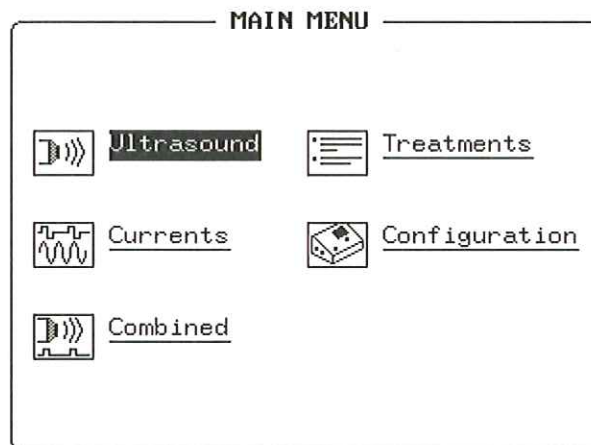 MAIN MENU
Ultrasound
Treatments
Currents
Configuration
Combined